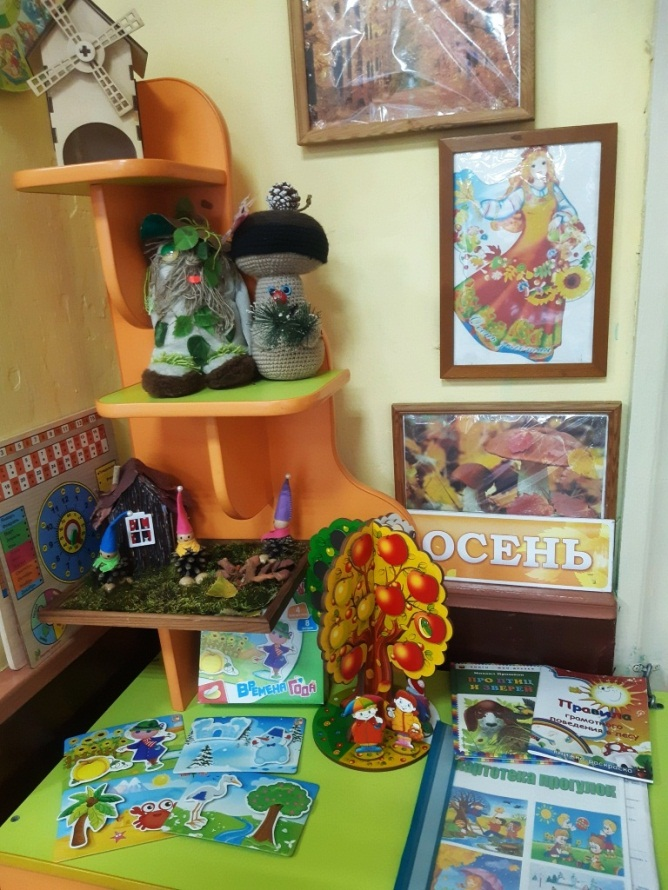 ОСЕНЬ
ВРЕМЕНА ГОДА
ПРО ПТИЦ
И ЗВЕРЕЙ
Правила
грамотного
поведения в лесу
Картотека прогулок